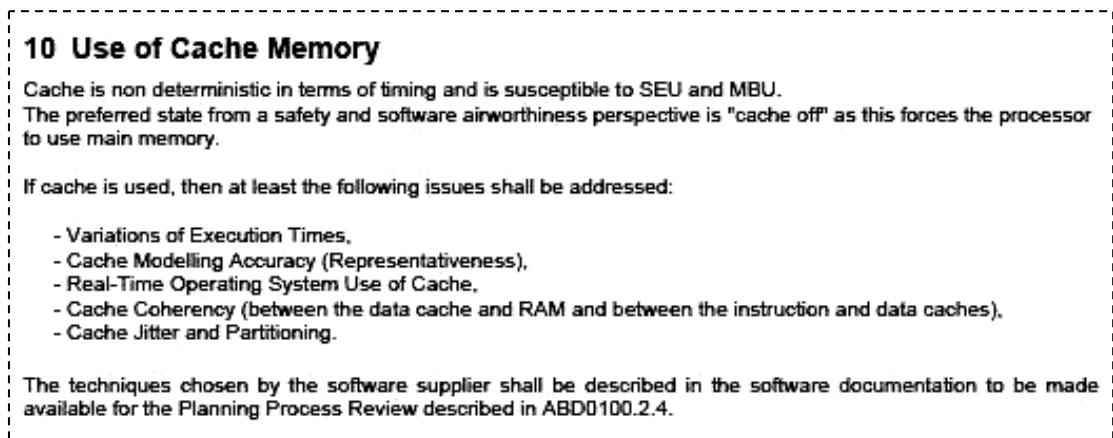 10 Use of Cache Memory
Cache is non deterministic in terms of timing and is susceptible to SEU and MBU.
The preferred state from a safety and software airworthiness perspective is "cache off" as this forces the processor
to use main memory.
If cache is used, then at least the following issues shall be addressed:
- Variations of Execution Times,
- Cache Modelling Accuracy (Representativeness),
- Real-Time Operating System Use of Cache,
- Cache Coherency (between the data cache and RAM and between the instruction and data caches),
- Cache Jitter and Partitioning.
The techniques chosen by the software supplier shall be described in the software documentation to be made
available for the Planning Process Review described in ABD0100.2.4.